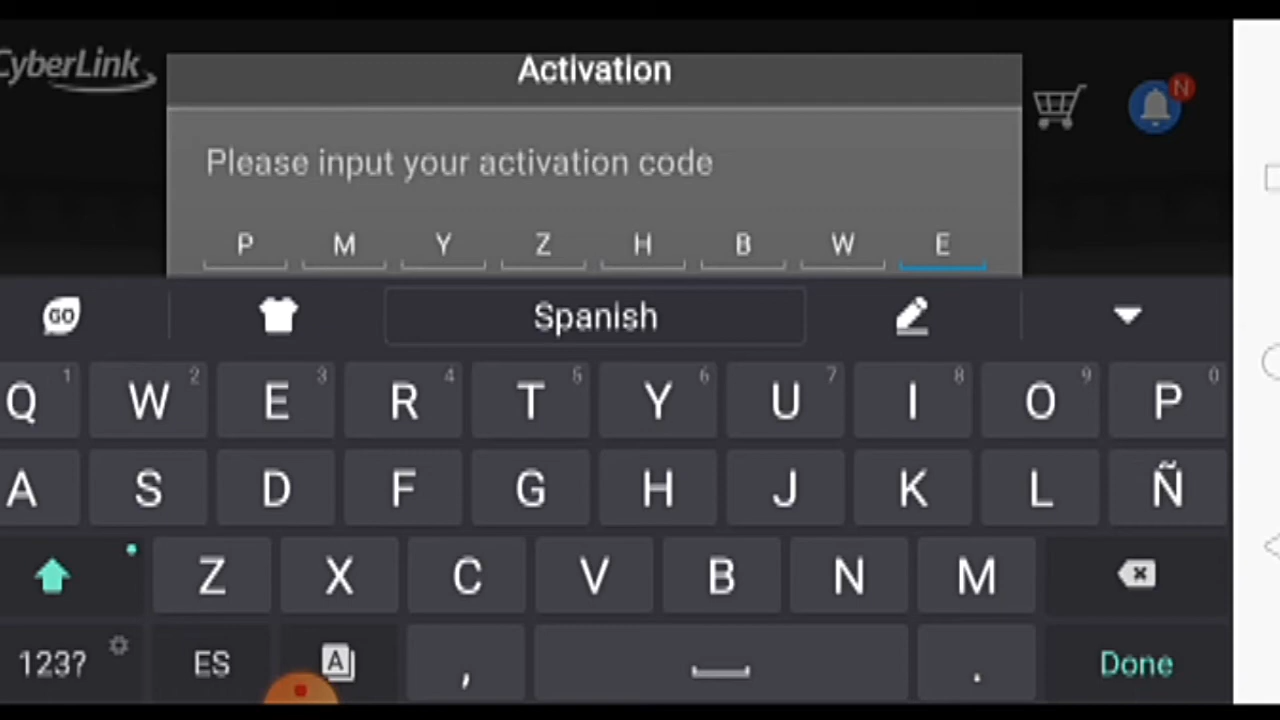 CyberLink
Activation
N
Please input your activation code
P M Y Z H B W E
GO
Spanish
Q 1 W 2 E 3 R 4 T 5 Y 6 U 7 I 8 O 9 P 0
A S D F G H J K L Ñ
Z X C V B N M
123? ES A , . Done